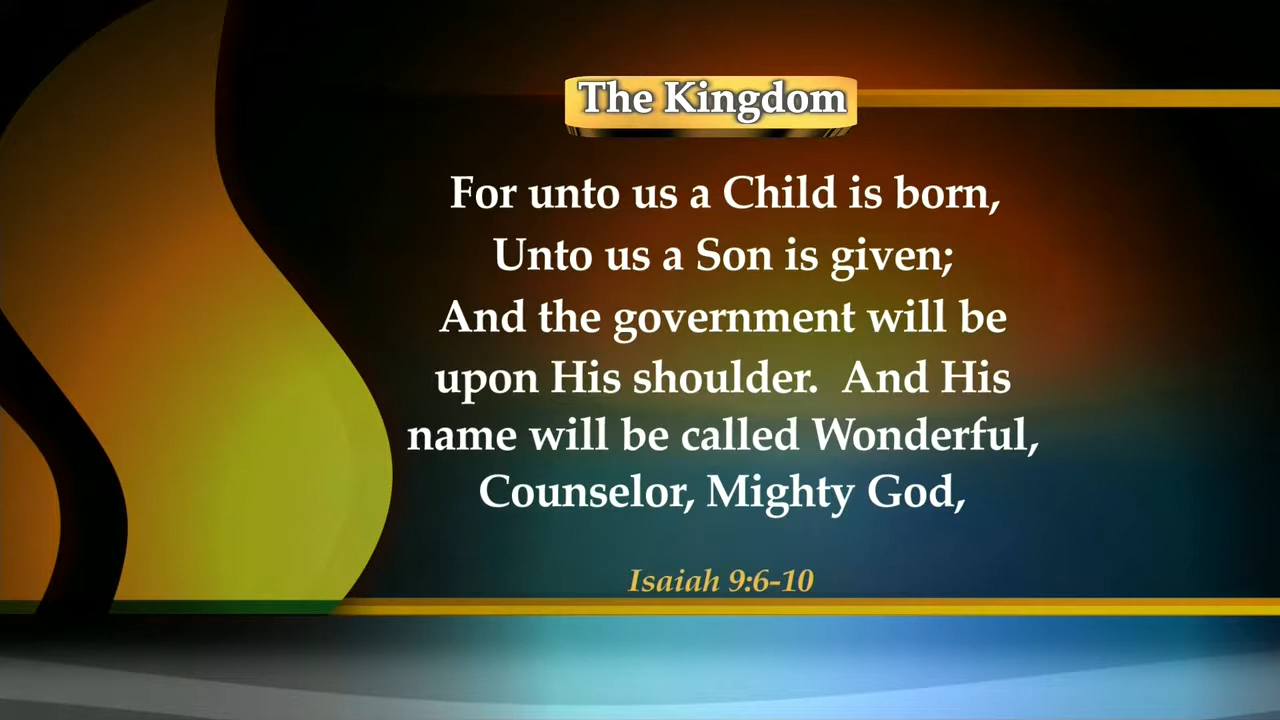 The Kingdom
For unto us a Child is born,
Unto us a Son is given;
And the government will be
upon His shoulder.  And His
name will be called Wonderful,
Counselor, Mighty God,
Isaiah 9:6-10